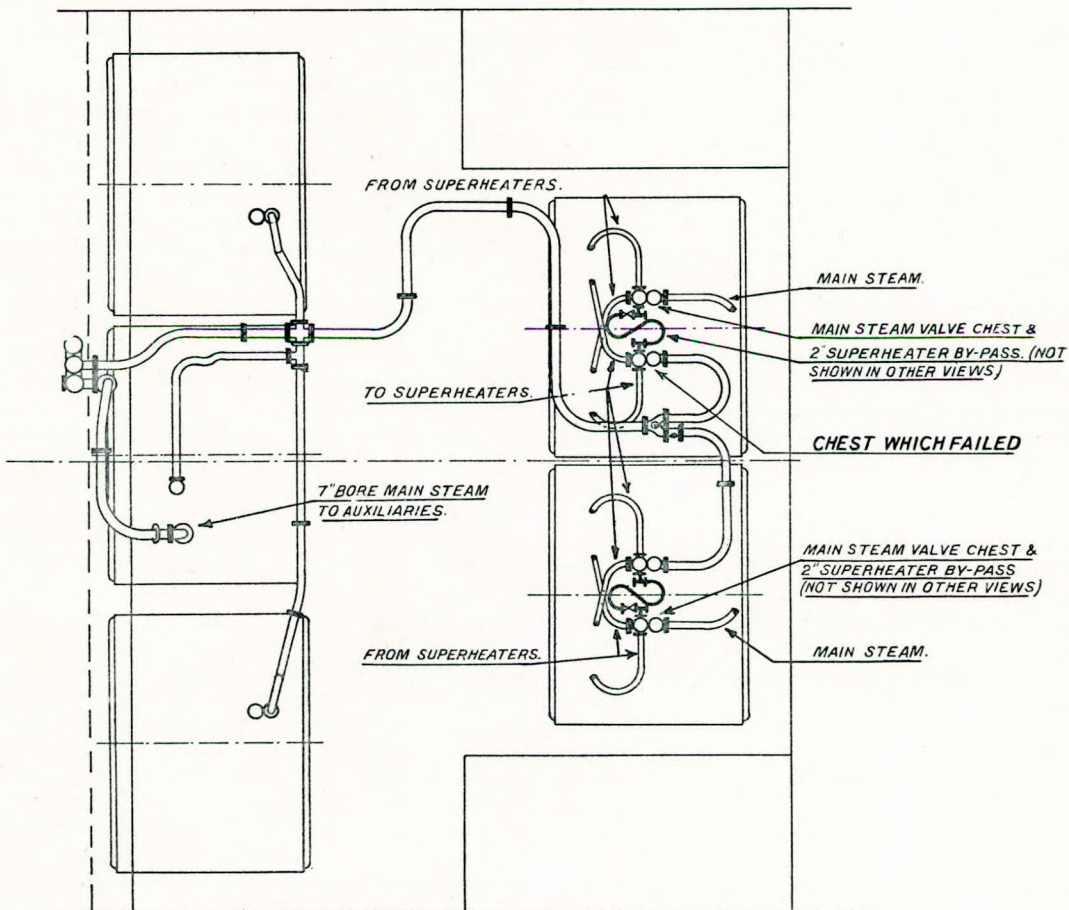 FROM SUPERHEATERS.
MAIN STEAM.
MAIN STEAM VALVE CHEST &
2" SUPERHEATER BY-PASS. (NOT
SHOWN IN OTHER VIEWS)
TO SUPERHEATERS.
CHEST WHICH FAILED
7" BORE MAIN STEAM
TO AUXILIARIES.
MAIN STEAM VALVE CHEST &
2" SUPERHEATER BY-PASS
(NOT SHOWN IN OTHER VIEWS)
FROM SUPERHEATERS.
MAIN STEAM.